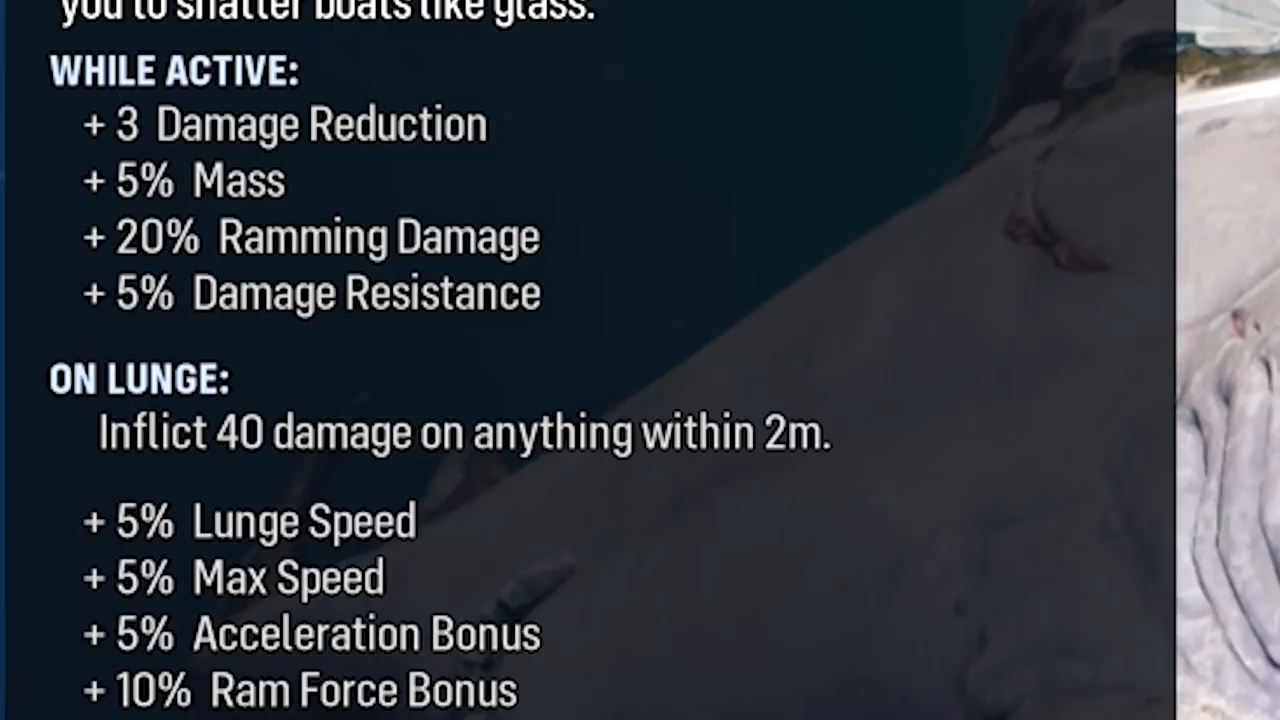 you to shatter boats like glass.
WHILE ACTIVE:
+ 3 Damage Reduction
+ 5% Mass
+ 20% Ramming Damage
+ 5% Damage Resistance
ON LUNGE:
Inflict 40 damage on anything within 2m.
+ 5% Lunge Speed
+ 5% Max Speed
+ 5% Acceleration Bonus
+ 10% Ram Force Bonus